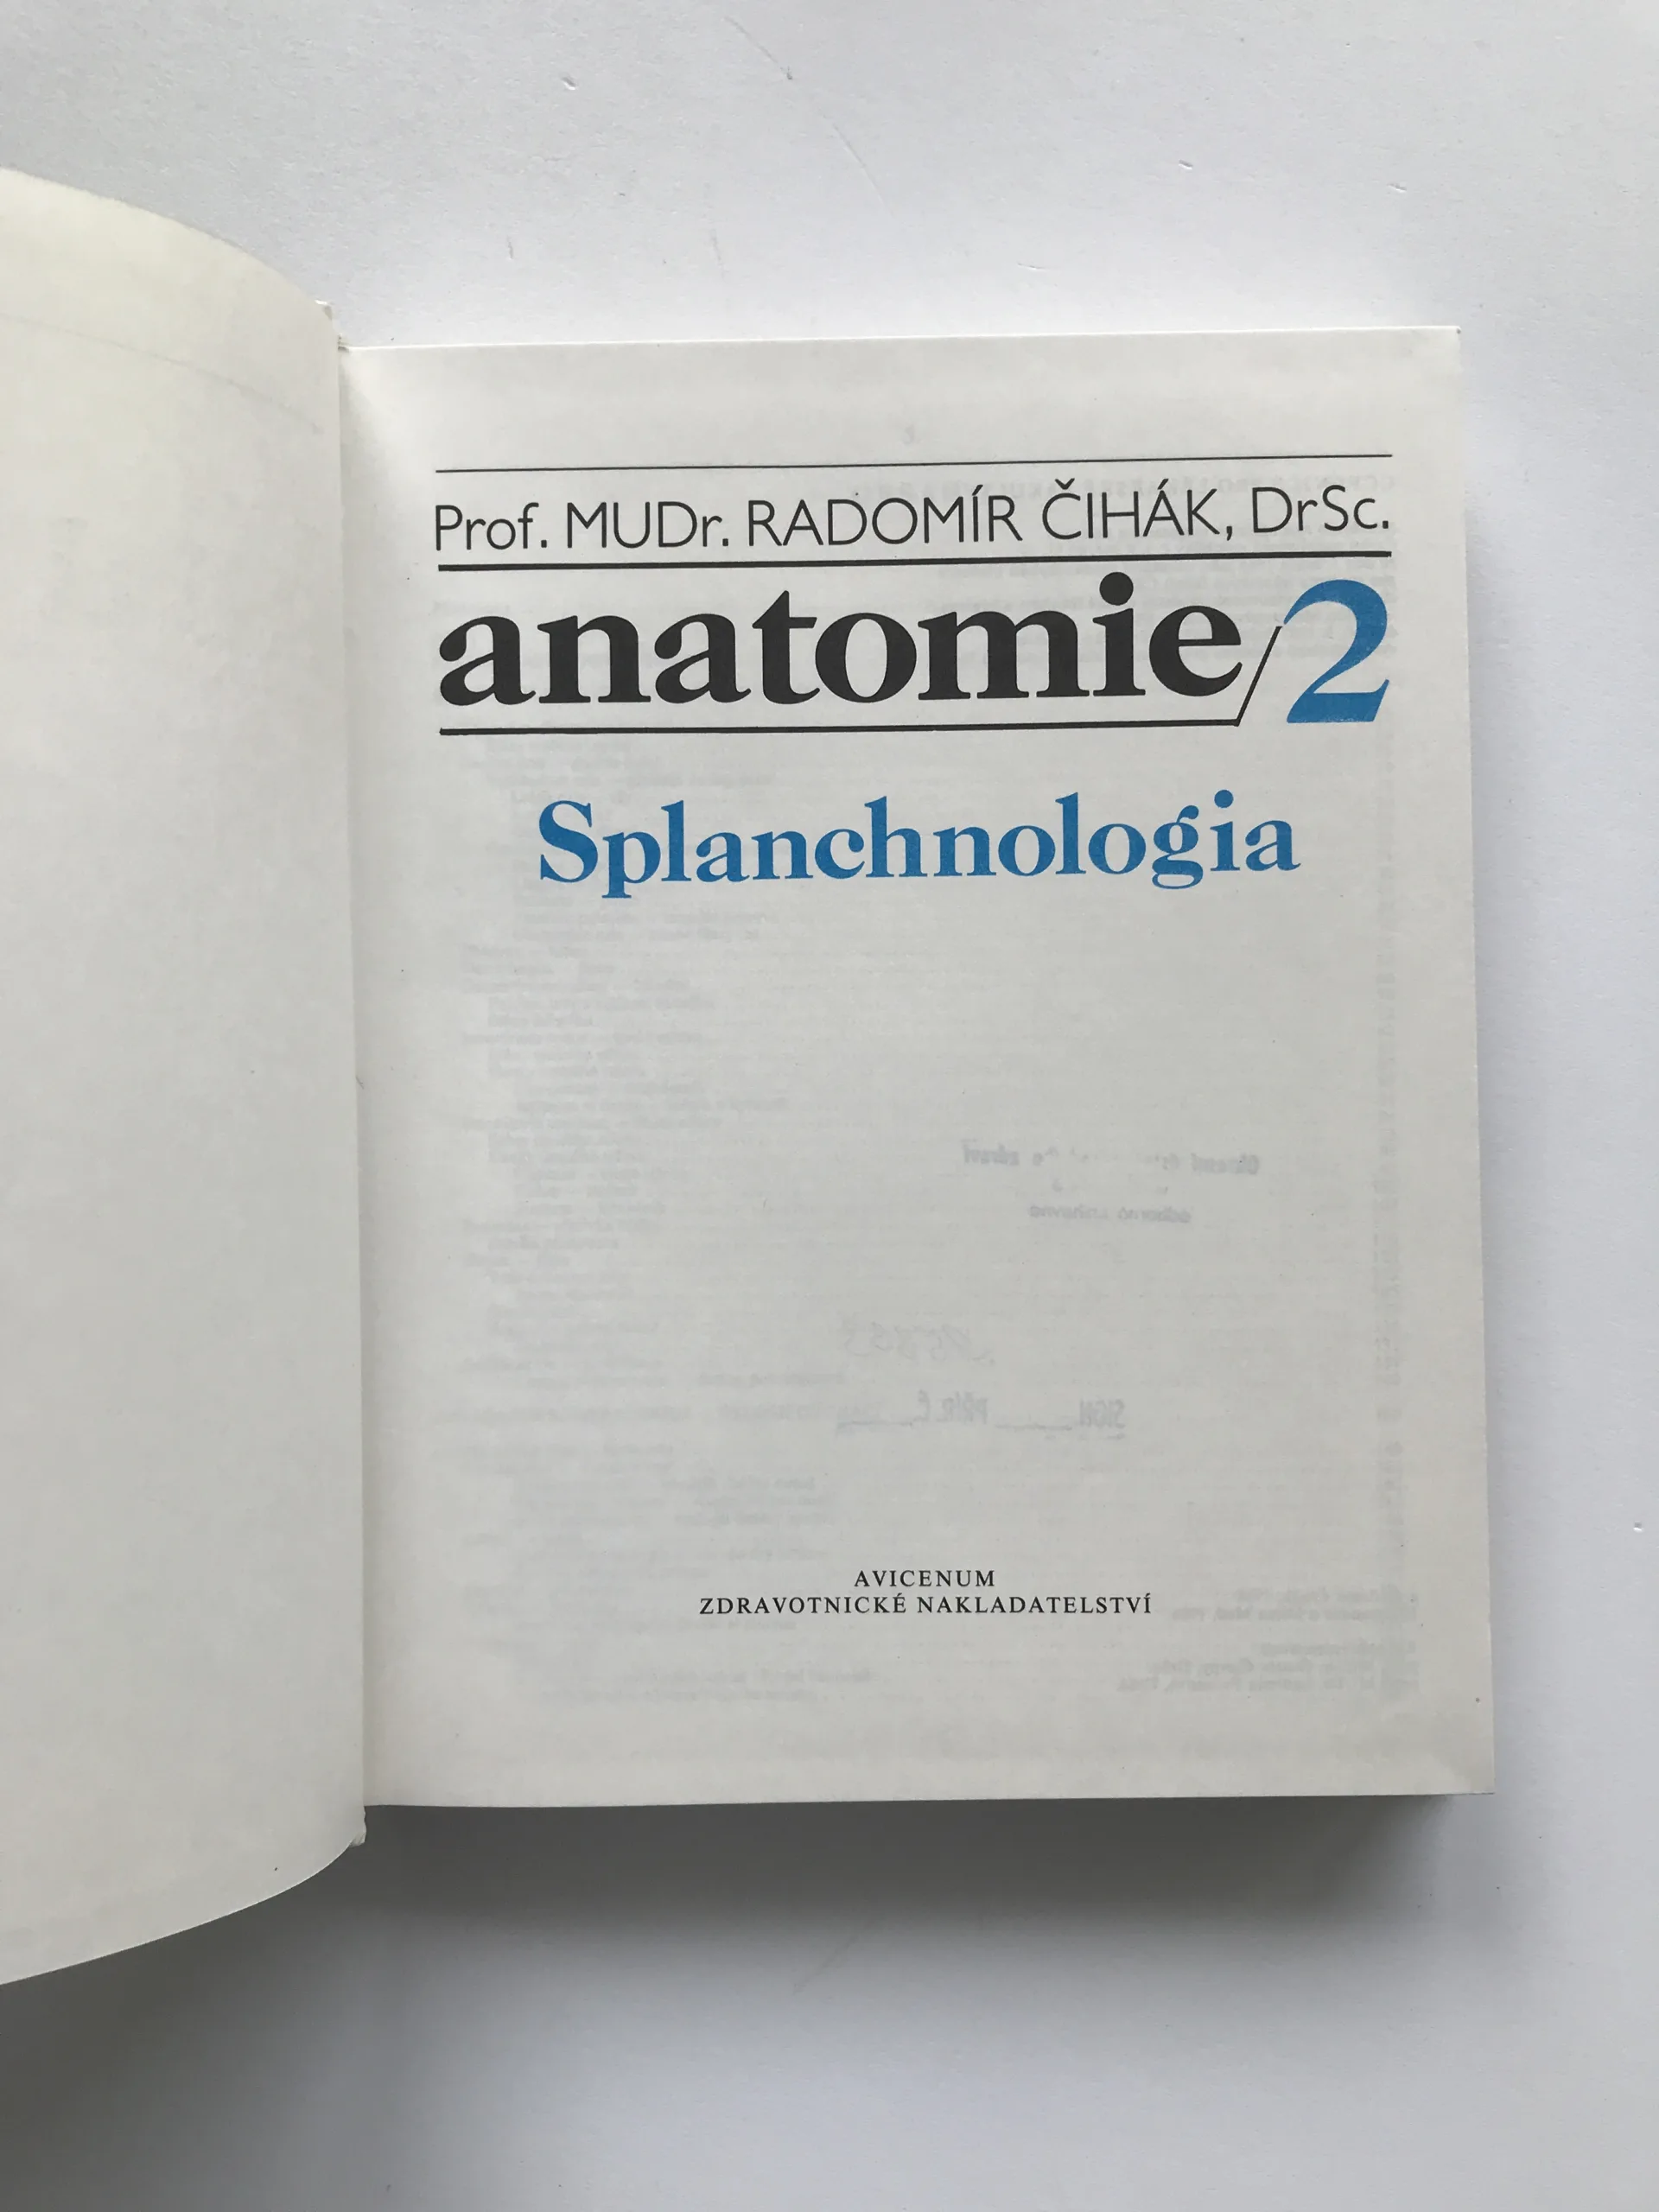 Prof. MUDr. RADOMÍR ČIHÁK, DrSc.
anatomie/2
Splanchnologia
AVICENUM
ZDRAVOTNICKÉ NAKLADATELSTVÍ